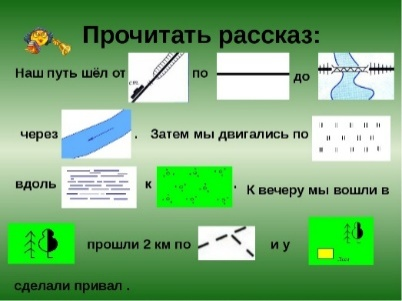 Прочитать рассказ:
Наш путь шёл от ст. по до
через . Затем мы двигались по
вдоль к . К вечеру мы вошли в
прошли 2 км по и у
сделали привал .